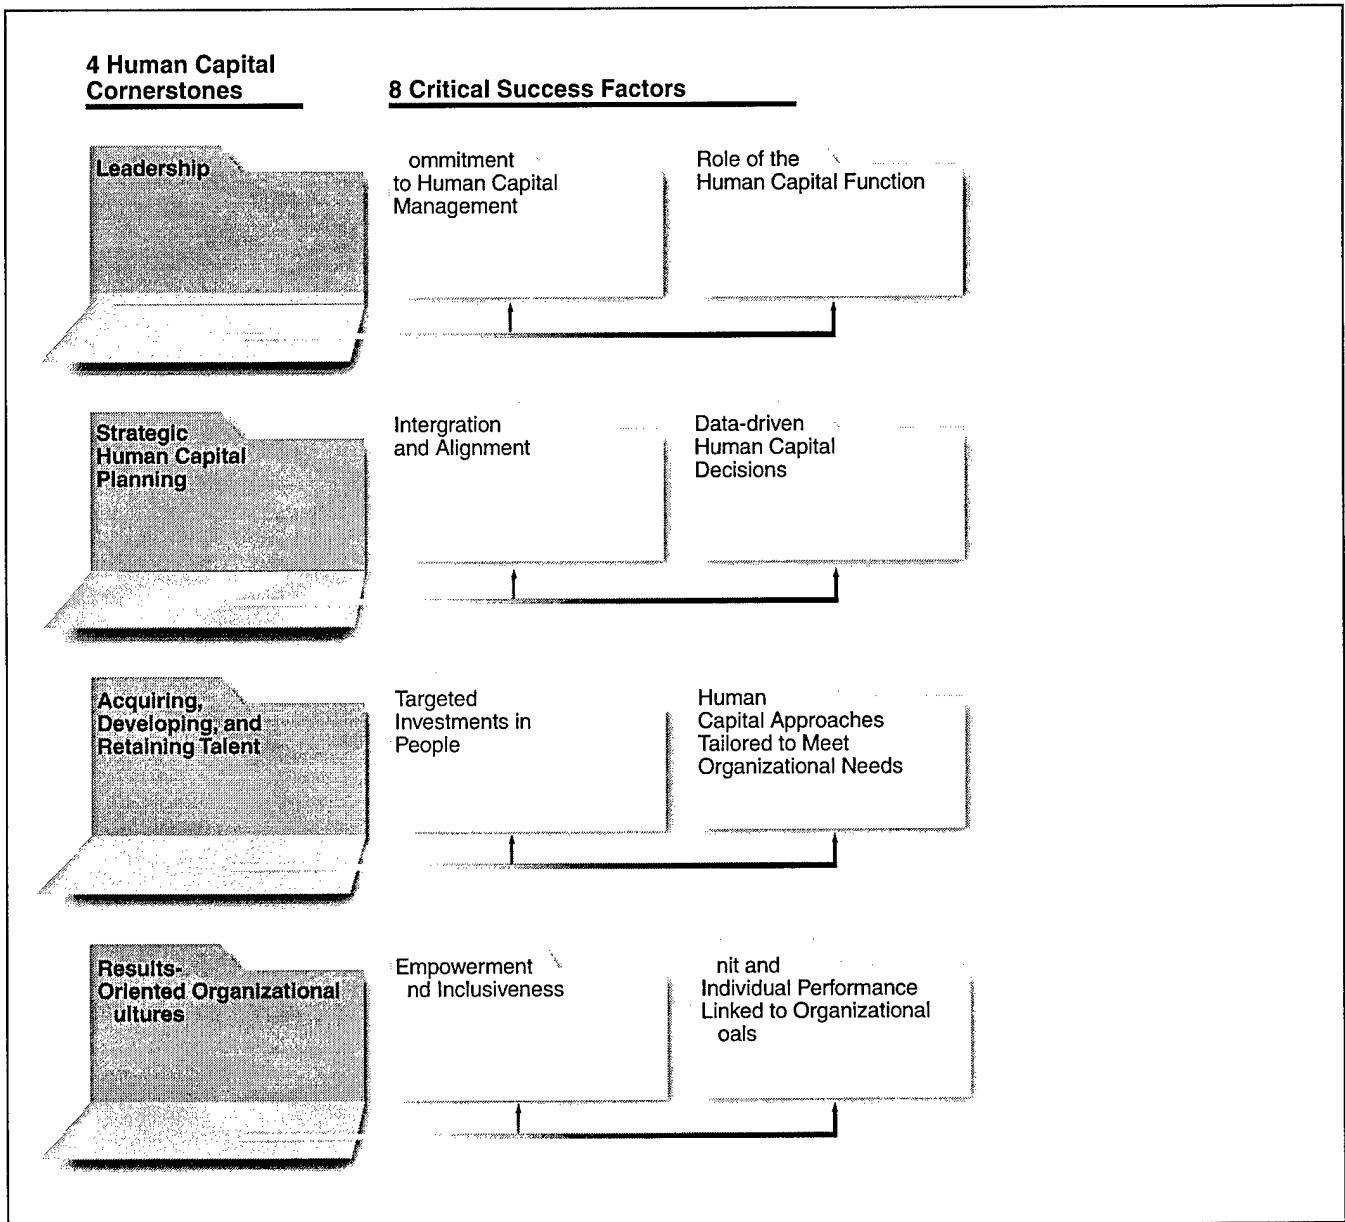 4 Human Capital
Cornerstones
8 Critical Success Factors
Leadership
ommitment
to Human Capital
Management
Role of the
Human Capital Function
Strategic
Human Capital
Planning
Intergration
and Alignment
Data-driven
Human Capital
Decisions
Acquiring,
Developing, and
Retaining Talent
Targeted
Investments in
People
Human
Capital Approaches
Tailored to Meet
Organizational Needs
Results-
Oriented Organizational
ultures
Empowerment
nd Inclusiveness
nit and
Individual Performance
Linked to Organizational
oals